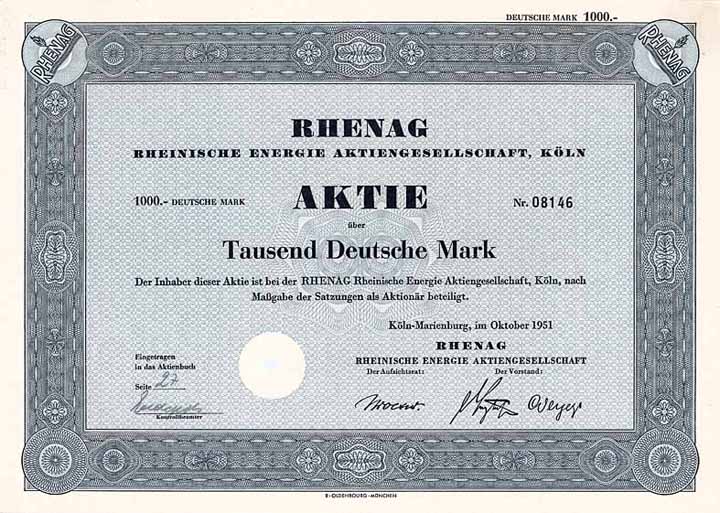 DEUTSCHE MARK 1000.-
RHENAG
RHENAG
RHENAG
RHEINISCHE ENERGIE AKTIENGESELLSCHAFT, KÖLN
1000.- DEUTSCHE MARK
AKTIE
Nr. 08146
über
Tausend Deutsche Mark
Der Inhaber dieser Aktie ist bei der RHENAG Rheinische Energie Aktiengesellschaft, Köln, nach
Maßgabe der Satzungen als Aktionär beteiligt.
Köln-Marienburg, im Oktober 1951
RHENAG
RHEINISCHE ENERGIE AKTIENGESELLSCHAFT
Der Aufsichtsrat:
Der Vorstand:
Eingetragen
in das Aktienbuch
Seite 27
Kontrollbeamter
R·OLDENBOURG·MÜNCHEN